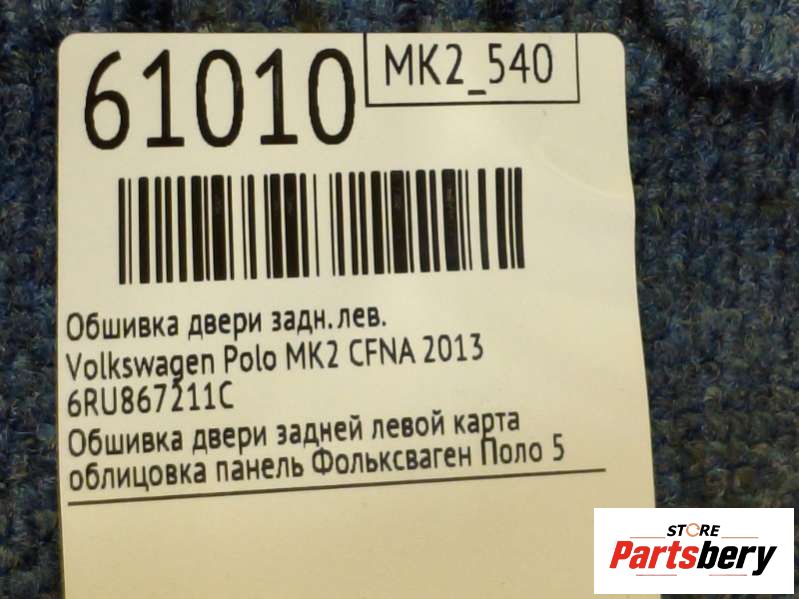 61010
MK2_540
Обшивка двери задн.лев.
Volkswagen Polo MK2 CFNA 2013
6RU867211C
Обшивка двери задней левой карта
облицовка панель Фольксваген Поло 5
STORE
Partsbery